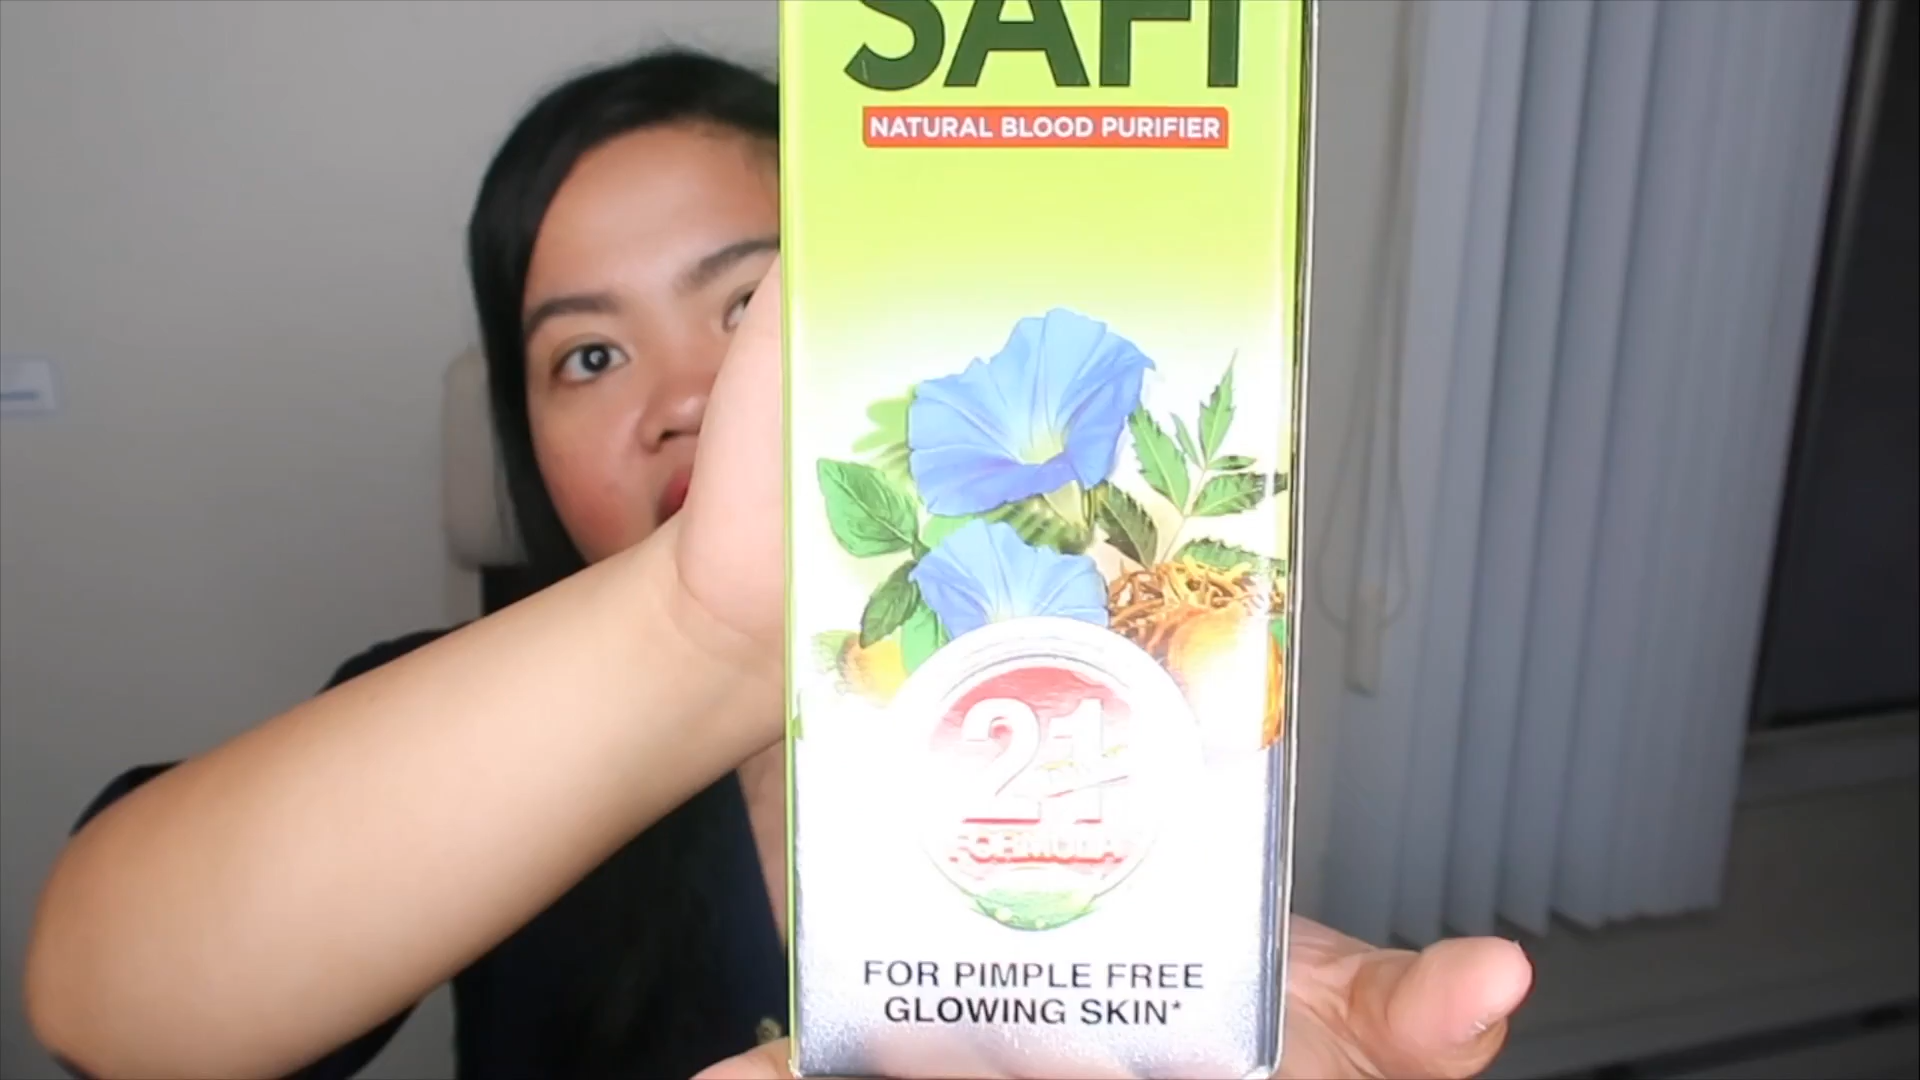 SAFI
NATURAL BLOOD PURIFIER
21
FORMULA
FOR PIMPLE FREE
GLOWING SKIN*